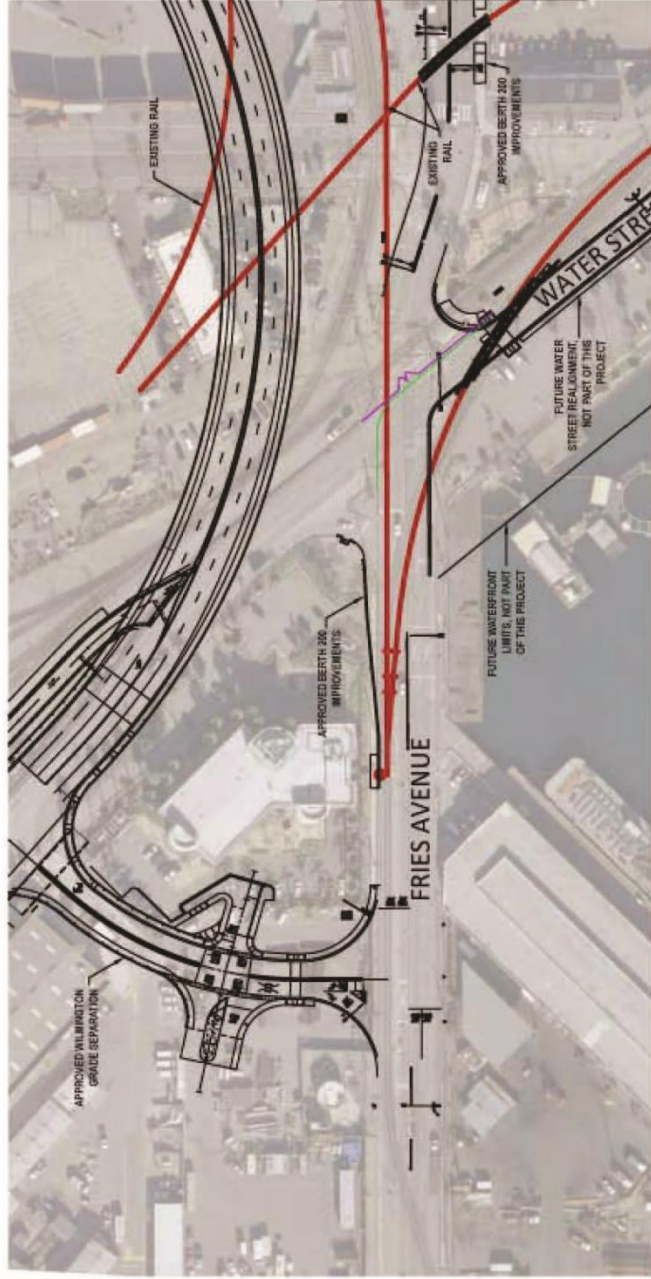 EXISTING RAIL
EXISTING
RAIL
APPROVED BERTH 200
IMPROVEMENTS
WATER STRE
FUTURE WATER
STREET REALIGNMENT,
NOT PART OF THIS
PROJECT
FUTURE WATERFRONT
LIMITS, NOT PART
OF THIS PROJECT
APPROVED BERTH 200
IMPROVEMENTS
FRIES AVENUE
APPROVED WILMINGTON
GRADE SEPARATION